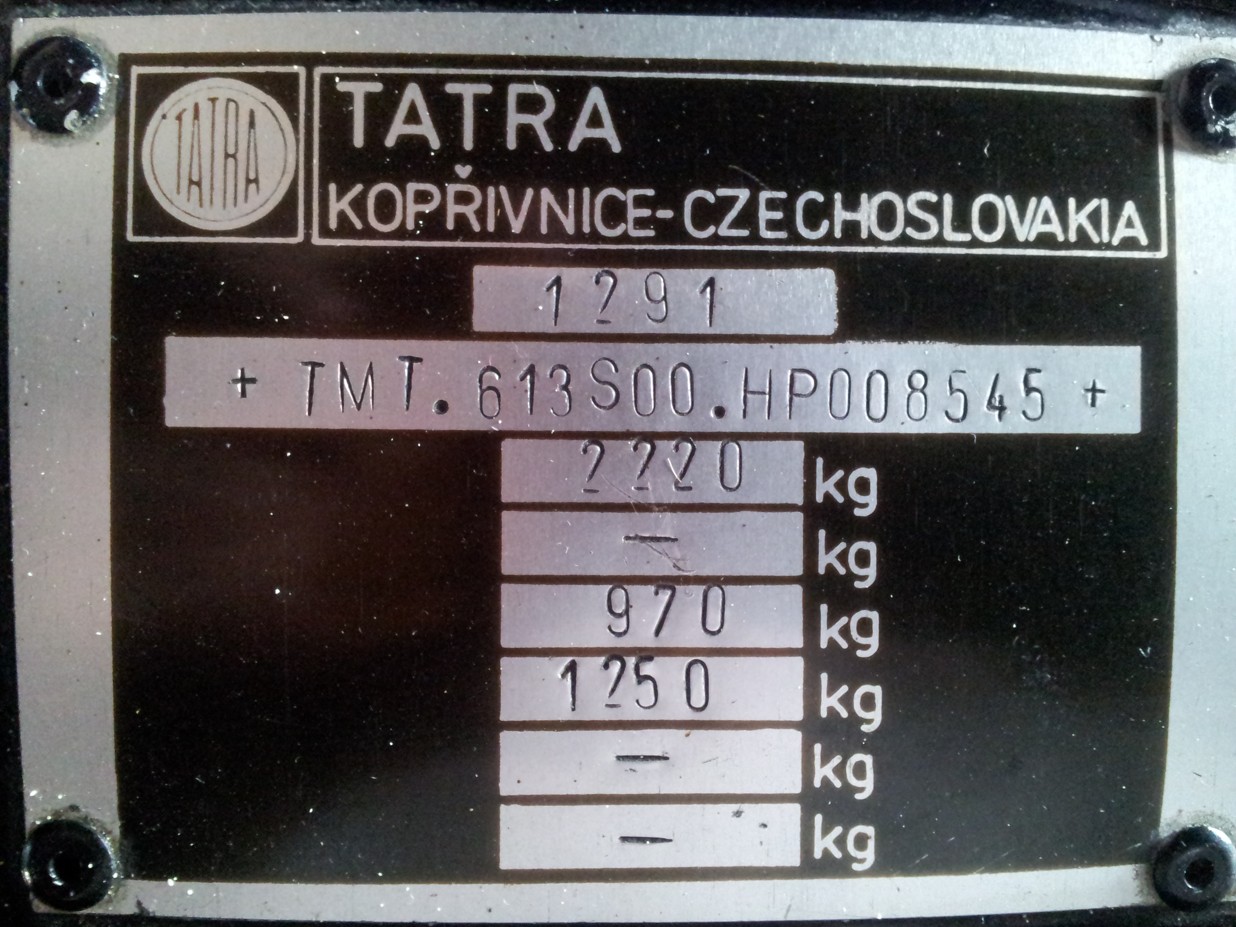 TATRA
TATRA
KOPŘIVNICE-CZECHOSLOVAKIA
1291
+ TMT.613S00.HP008545 +
2220 kg
— kg
970 kg
1250 kg
— kg
— kg